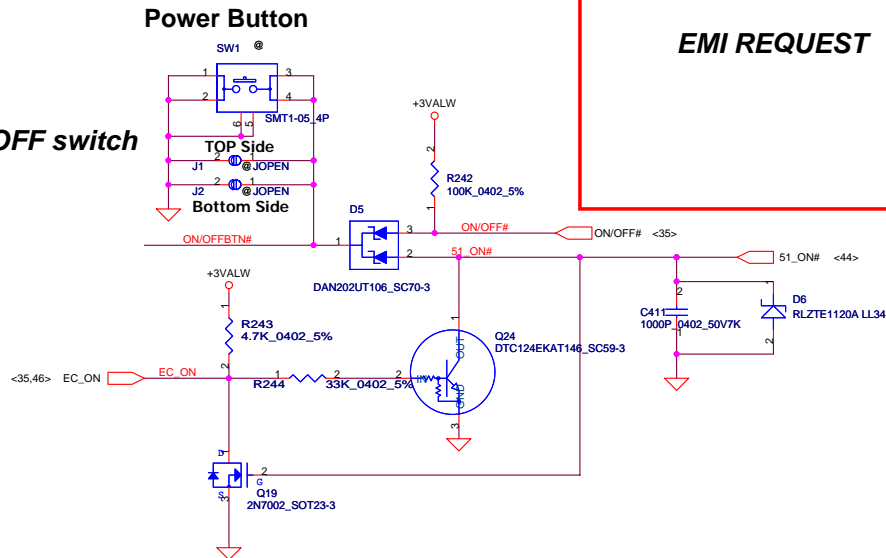 Power Button
EMI REQUEST
SW1 @
1 3
2 4
6 5
SMT1-05_4P
OFF switch
TOP Side
J1 2 1 @JOPEN
J2 2 1 @JOPEN
Bottom Side
+3VALW
2
R242
100K_0402_5%
1
D5
ON/OFFBTN# 1
3 ON/OFF# ON/OFF# <35>
2 51_ON# 51_ON# <44>
DAN202UT106_SC70-3
+3VALW
1
R243
4.7K_0402_5%
2
2
C411
1000P_0402_50V7K
1
1
D6
RLZTE1120A LL34
2
1
Q24
DTC124EKAT146_SC59-3
OUT
IN
GND
3
<35,46> EC_ON EC_ON
1 2 2
R244 33K_0402_5%
1
D
2
G
S
3
Q19
2N7002_SOT23-3